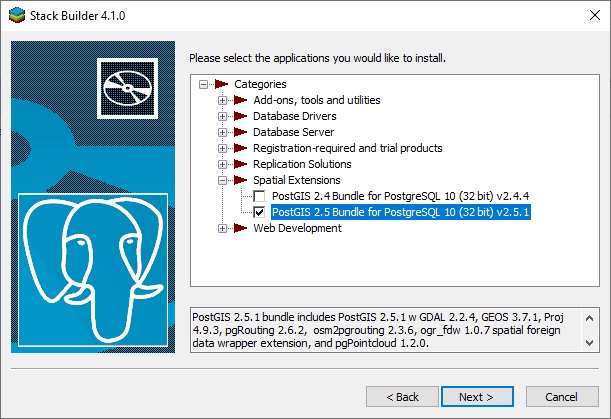 Stack Builder 4.1.0
Please select the applications you would like to install.
Categories
Add-ons, tools and utilities
Database Drivers
Database Server
Registration-required and trial products
Replication Solutions
Spatial Extensions
PostGIS 2.4 Bundle for PostgreSQL 10 (32 bit) v2.4.4
PostGIS 2.5 Bundle for PostgreSQL 10 (32 bit) v2.5.1
Web Development
PostGIS 2.5.1 bundle includes PostGIS 2.5.1 w GDAL 2.2.4, GEOS 3.7.1, Proj
4.9.3, pgRouting 2.6.2, osm2pgrouting 2.3.6, ogr_fdw 1.0.7 spatial foreign
data wrapper extension, and pgPointcloud 1.2.0.
< Back
Next >
Cancel